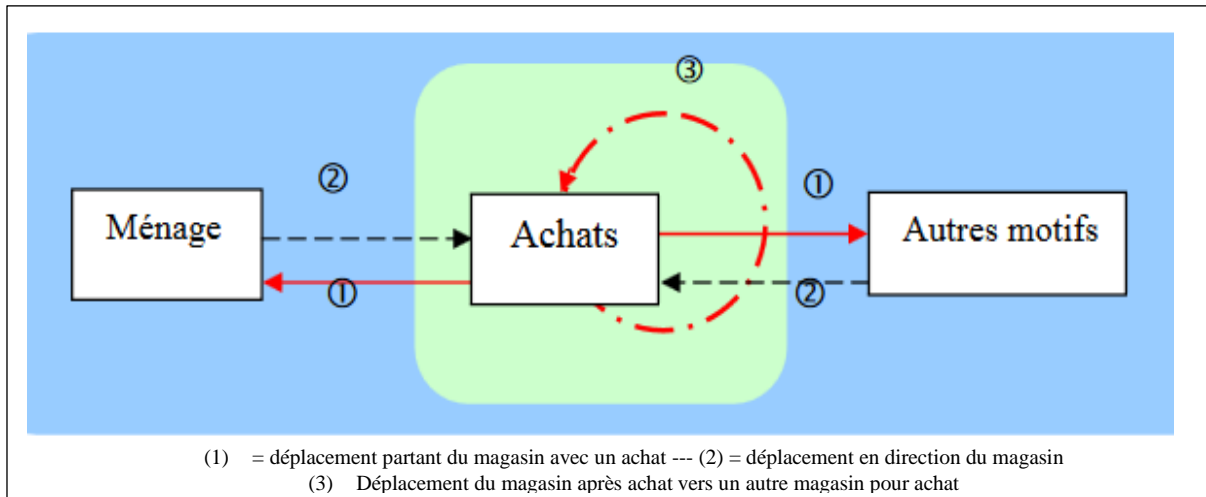 ③
② ①
Ménage Achats Autres motifs
① ②
(1) = déplacement partant du magasin avec un achat --- (2) = déplacement en direction du magasin
(3) Déplacement du magasin après achat vers un autre magasin pour achat